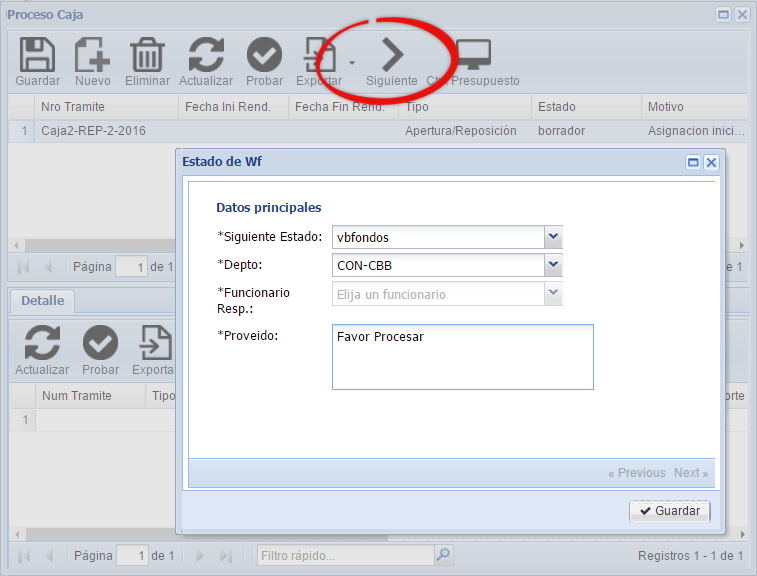 Proceso Caja
Guardar Nuevo Eliminar Actualizar Probar Exportar Siguiente Presupuesto
Nro Tramite Fecha Ini Rend. Fecha Fin Rend. Tipo Estado Motivo
1 Caja2-REP-2-2016 Apertura/Reposición borrador Asignacion inici...
Página 1 de 1
e 1
Estado de Wf
Datos principales
*Siguiente Estado: vbfondos
*Depto: CON-CBB
*Funcionario
Resp.: Elija un funcionario
*Proveido: Favor Procesar
« Previous Next »
Guardar
Detalle
Actualizar Probar Exporta
Num Tramite Tipo orte
1
Página 1 de 1 Filtro rápido... Registros 1 - 1 de 1